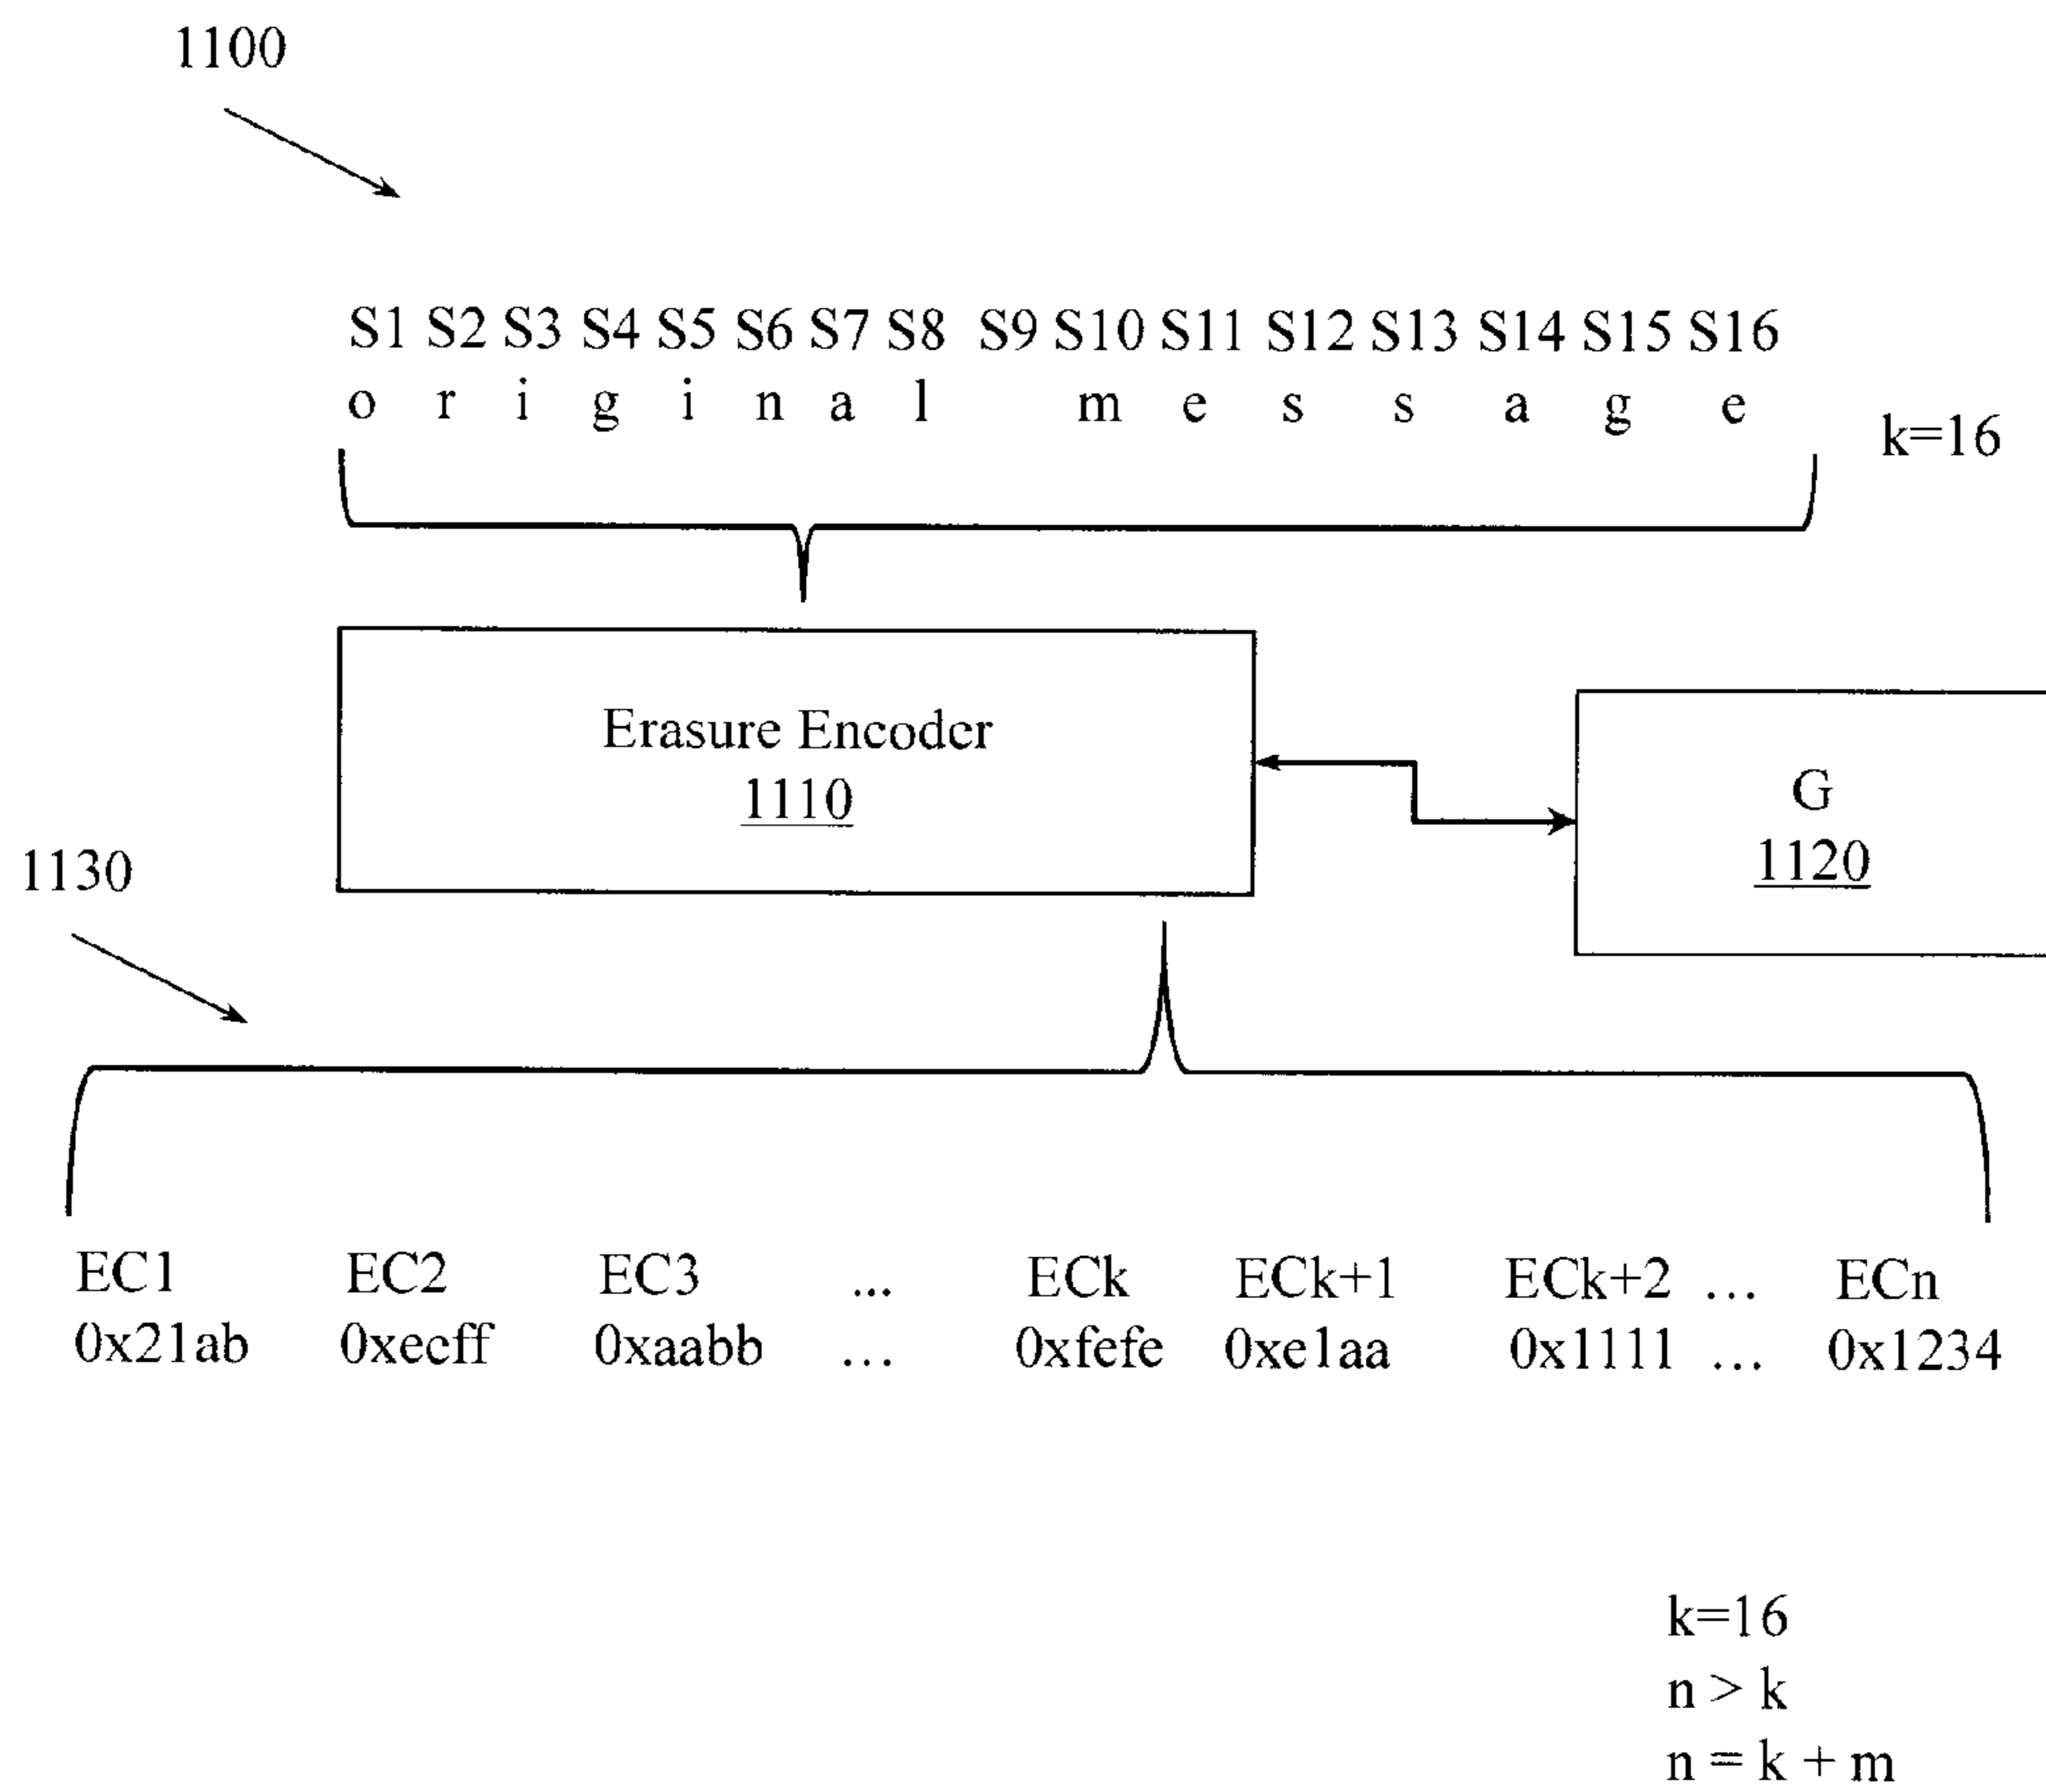 1100
S1 S2 S3 S4 S5 S6 S7 S8 S9 S10 S11 S12 S13 S14 S15 S16
o r i g i n a l m e s s a g e
k=16
Erasure Encoder
1110
G
1120
1130
EC1 EC2 EC3 ... ECk ECk+1 ECk+2 ... ECn
0x21ab 0xecff 0xaabb ... 0xfefe 0xe1aa 0x1111 ... 0x1234
k=16
n > k
n = k + m